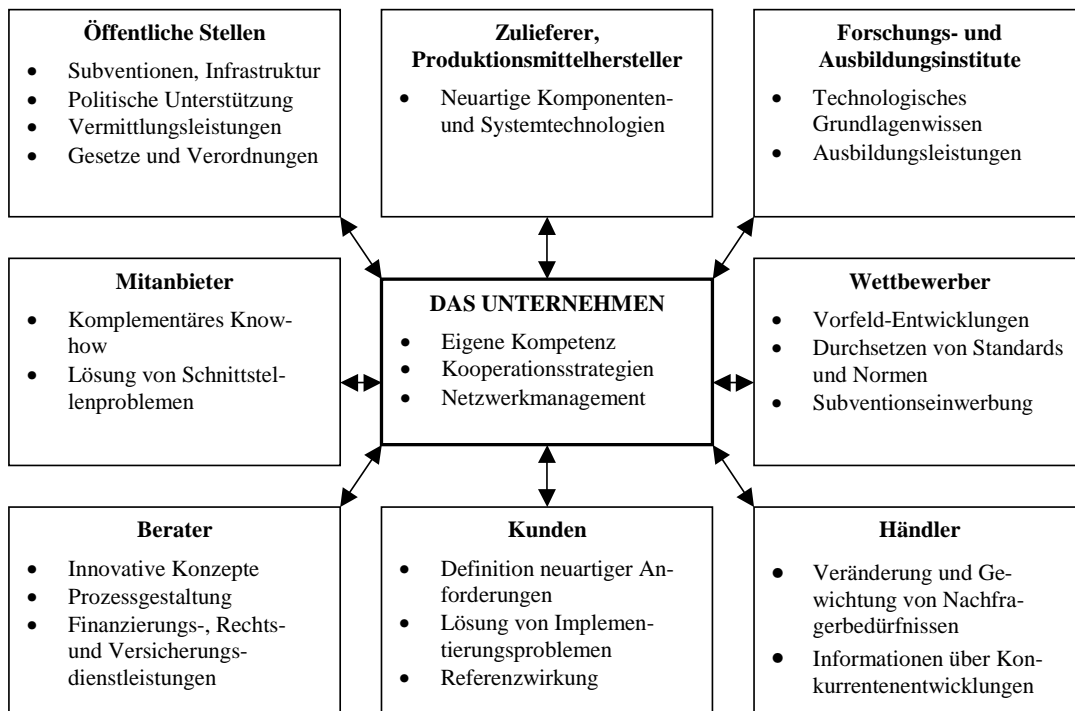 Öffentliche Stellen
• Subventionen, Infrastruktur
• Politische Unterstützung
• Vermittlungsleistungen
• Gesetze und Verordnungen
Zulieferer,
Produktionsmittelhersteller
• Neuartige Komponenten-
und Systemtechnologien
Forschungs- und
Ausbildungsinstitute
• Technologisches
Grundlagenwissen
• Ausbildungsleistungen
Mitanbieter
• Komplementäres Know-
how
• Lösung von Schnittstel-
lenproblemen
DAS UNTERNEHMEN
• Eigene Kompetenz
• Kooperationsstrategien
• Netzwerkmanagement
Wettbewerber
• Vorfeld-Entwicklungen
• Durchsetzen von Standards
und Normen
• Subventionseinwerbung
Berater
• Innovative Konzepte
• Prozessgestaltung
• Finanzierungs-, Rechts-
und Versicherungs-
dienstleistungen
Kunden
• Definition neuartiger An-
forderungen
• Lösung von Implemen-
tierungsproblemen
• Referenzwirkung
Händler
• Veränderung und Ge-
wichtung von Nachfra-
gerbedürfnissen
• Informationen über Kon-
kurrentenentwicklungen